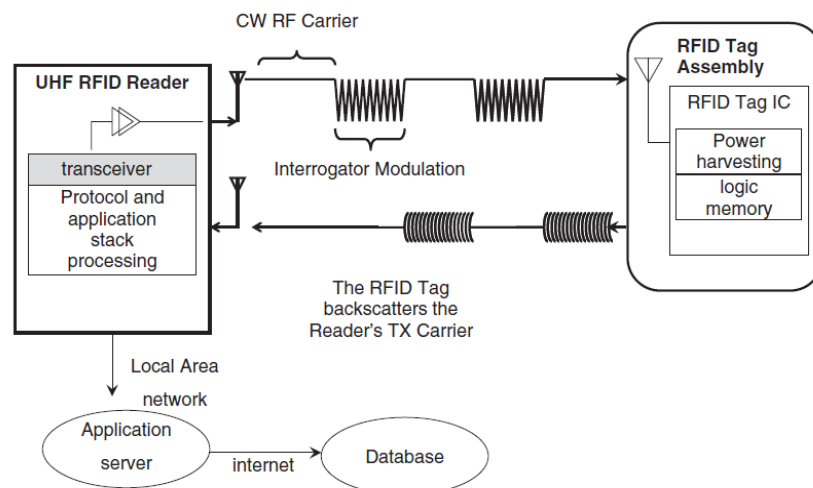 CW RF Carrier
UHF RFID Reader
transceiver
Protocol and
application
stack
processing
Interrogator Modulation
RFID Tag
Assembly
RFID Tag IC
Power
harvesting
logic
memory
The RFID Tag
backscatters the
Reader's TX Carrier
Local Area
network
Application
server
internet
Database